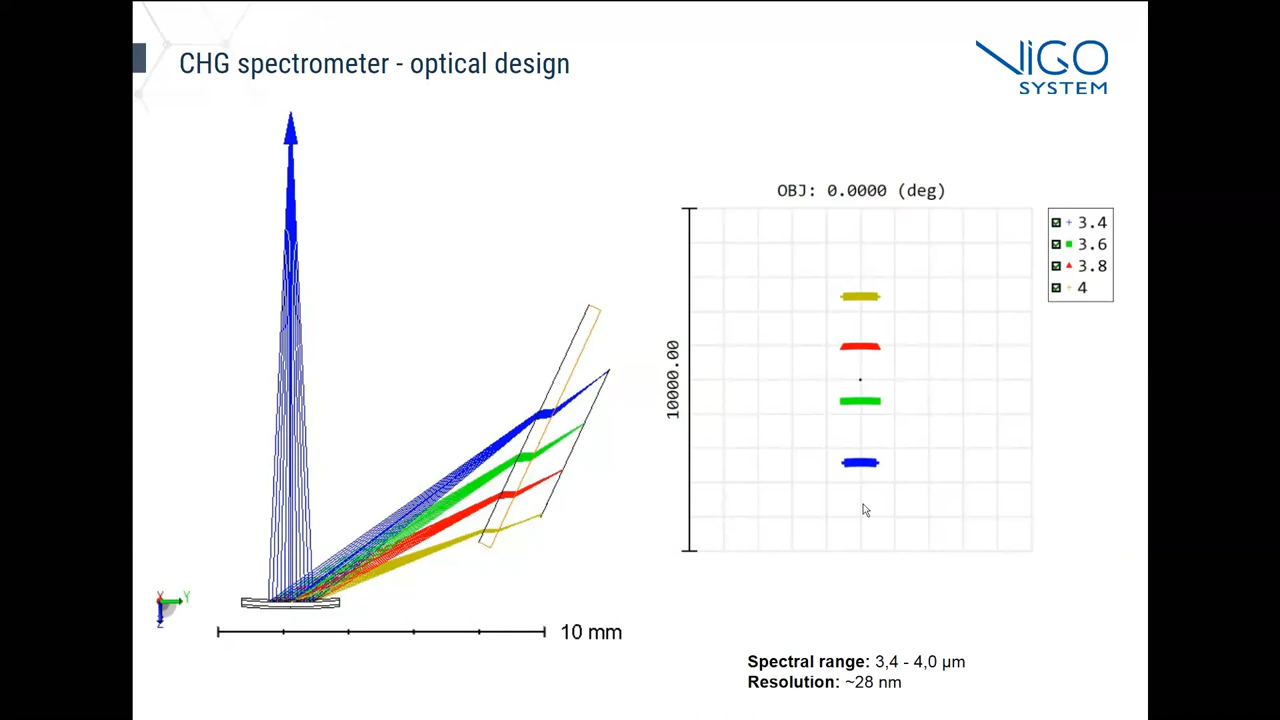 CHG spectrometer - optical design
VIGO
SYSTEM
OBJ: 0.0000 (deg)
3.4
3.6
3.8
4
10000.00
X
Y
Z
10 mm
Spectral range: 3,4 - 4,0 µm
Resolution: ~28 nm